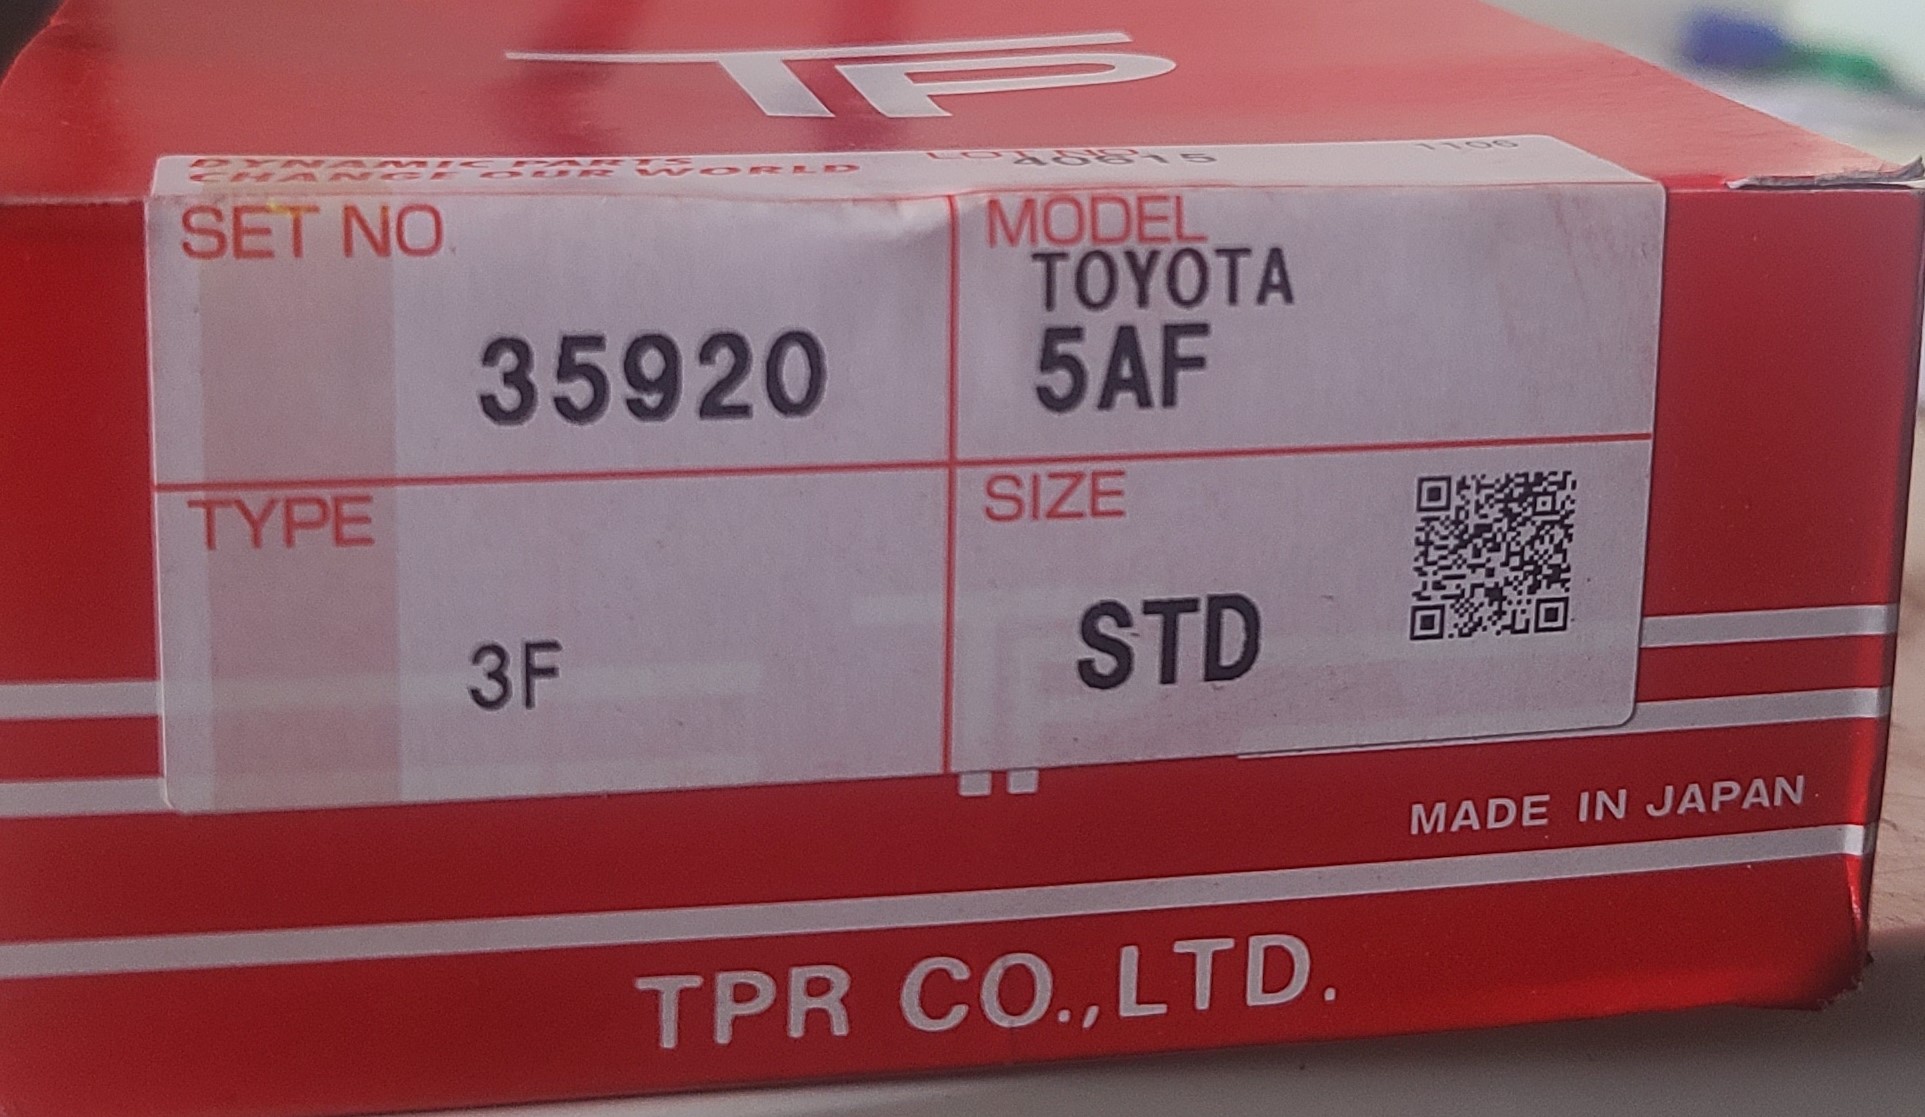 TP
DYNAMIC PARTS
CHANGE OUR WORLD
LOT NO
40615
1106
SET NO
35920
MODEL
TOYOTA
5AF
TYPE
3F
SIZE
STD
MADE IN JAPAN
TPR CO.,LTD.